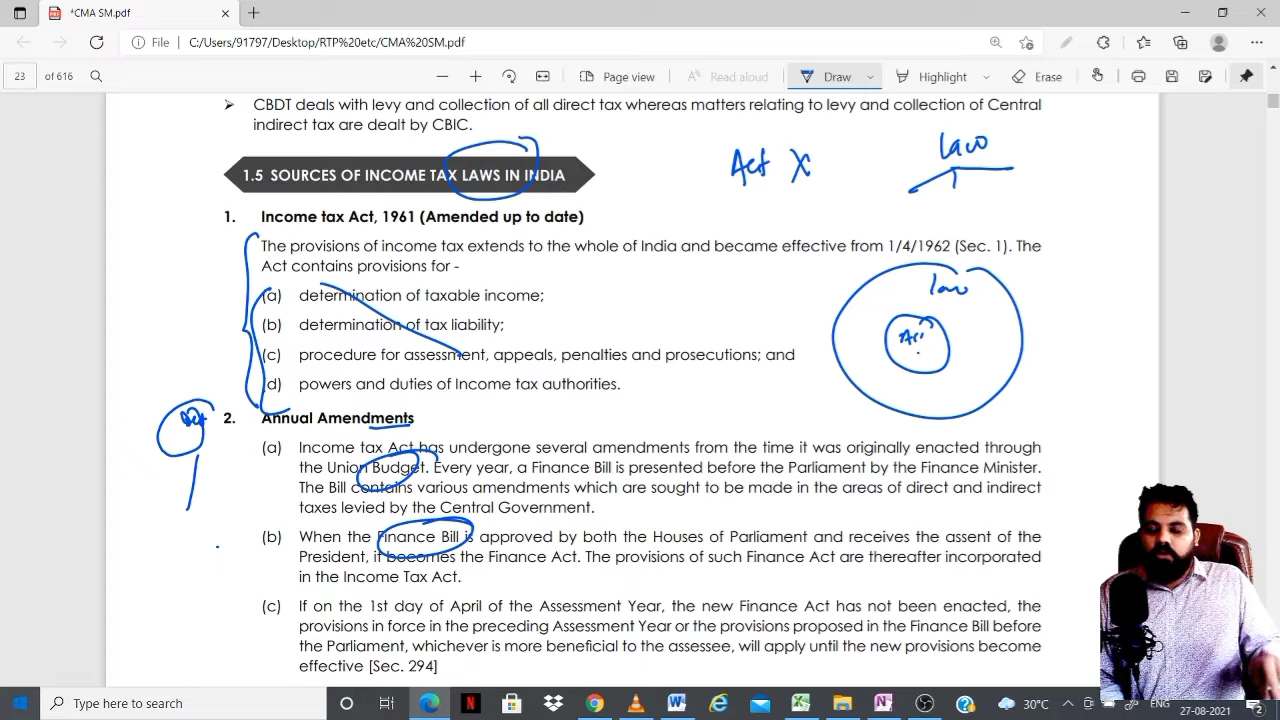 *CMA SM.pdf
File C:/Users/91797/Desktop/RTP%20etc/CMA%20SM.pdf
23 of 616 Page view Read aloud Draw Highlight Erase
➢ CBDT deals with levy and collection of all direct tax whereas matters relating to levy and collection of Central
indirect tax are dealt by CBIC.
Act X law
1.5 SOURCES OF INCOME TAX LAWS IN INDIA
1. Income tax Act, 1961 (Amended up to date)
The provisions of income tax extends to the whole of India and became effective from 1/4/1962 (Sec. 1). The
Act contains provisions for -
law
(a) determination of taxable income;
(b) determination of tax liability;
Act
(c) procedure for assessment, appeals, penalties and prosecutions; and
(d) powers and duties of Income tax authorities.
Act
2. Annual Amendments
(a) Income tax Act has undergone several amendments from the time it was originally enacted through
the Union Budget. Every year, a Finance Bill is presented before the Parliament by the Finance Minister.
The Bill contains various amendments which are sought to be made in the areas of direct and indirect
taxes levied by the Central Government.
(b) When the Finance Bill is approved by both the Houses of Parliament and receives the assent of the
President, it becomes the Finance Act. The provisions of such Finance Act are thereafter incorporated
in the Income Tax Act.
(c) If on the 1st day of April of the Assessment Year, the new Finance Act has not been enacted, the
provisions in force in the preceding Assessment Year or the provisions proposed in the Finance Bill before
the Parliament, whichever is more beneficial to the assessee, will apply until the new provisions become
effective [Sec. 294]
Type here to search
30°C
ENG
27-08-2021